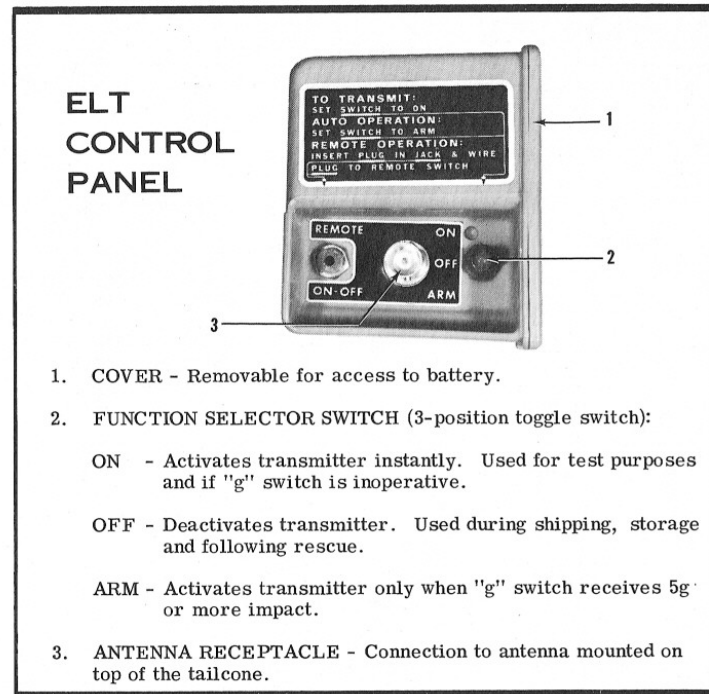 ELT
CONTROL
PANEL
TO TRANSMIT:
SET SWITCH TO ON
AUTO OPERATION:
SET SWITCH TO ARM
REMOTE OPERATION:
INSERT PLUG IN JACK & WIRE
PLUG TO REMOTE SWITCH
REMOTE
ON-OFF
ON
OFF
ARM
1
2
3
1. COVER - Removable for access to battery.
2. FUNCTION SELECTOR SWITCH (3-position toggle switch):
ON - Activates transmitter instantly. Used for test purposes
and if "g" switch is inoperative.
OFF - Deactivates transmitter. Used during shipping, storage
and following rescue.
ARM - Activates transmitter only when "g" switch receives 5g
or more impact.
3. ANTENNA RECEPTACLE - Connection to antenna mounted on
top of the tailcone.